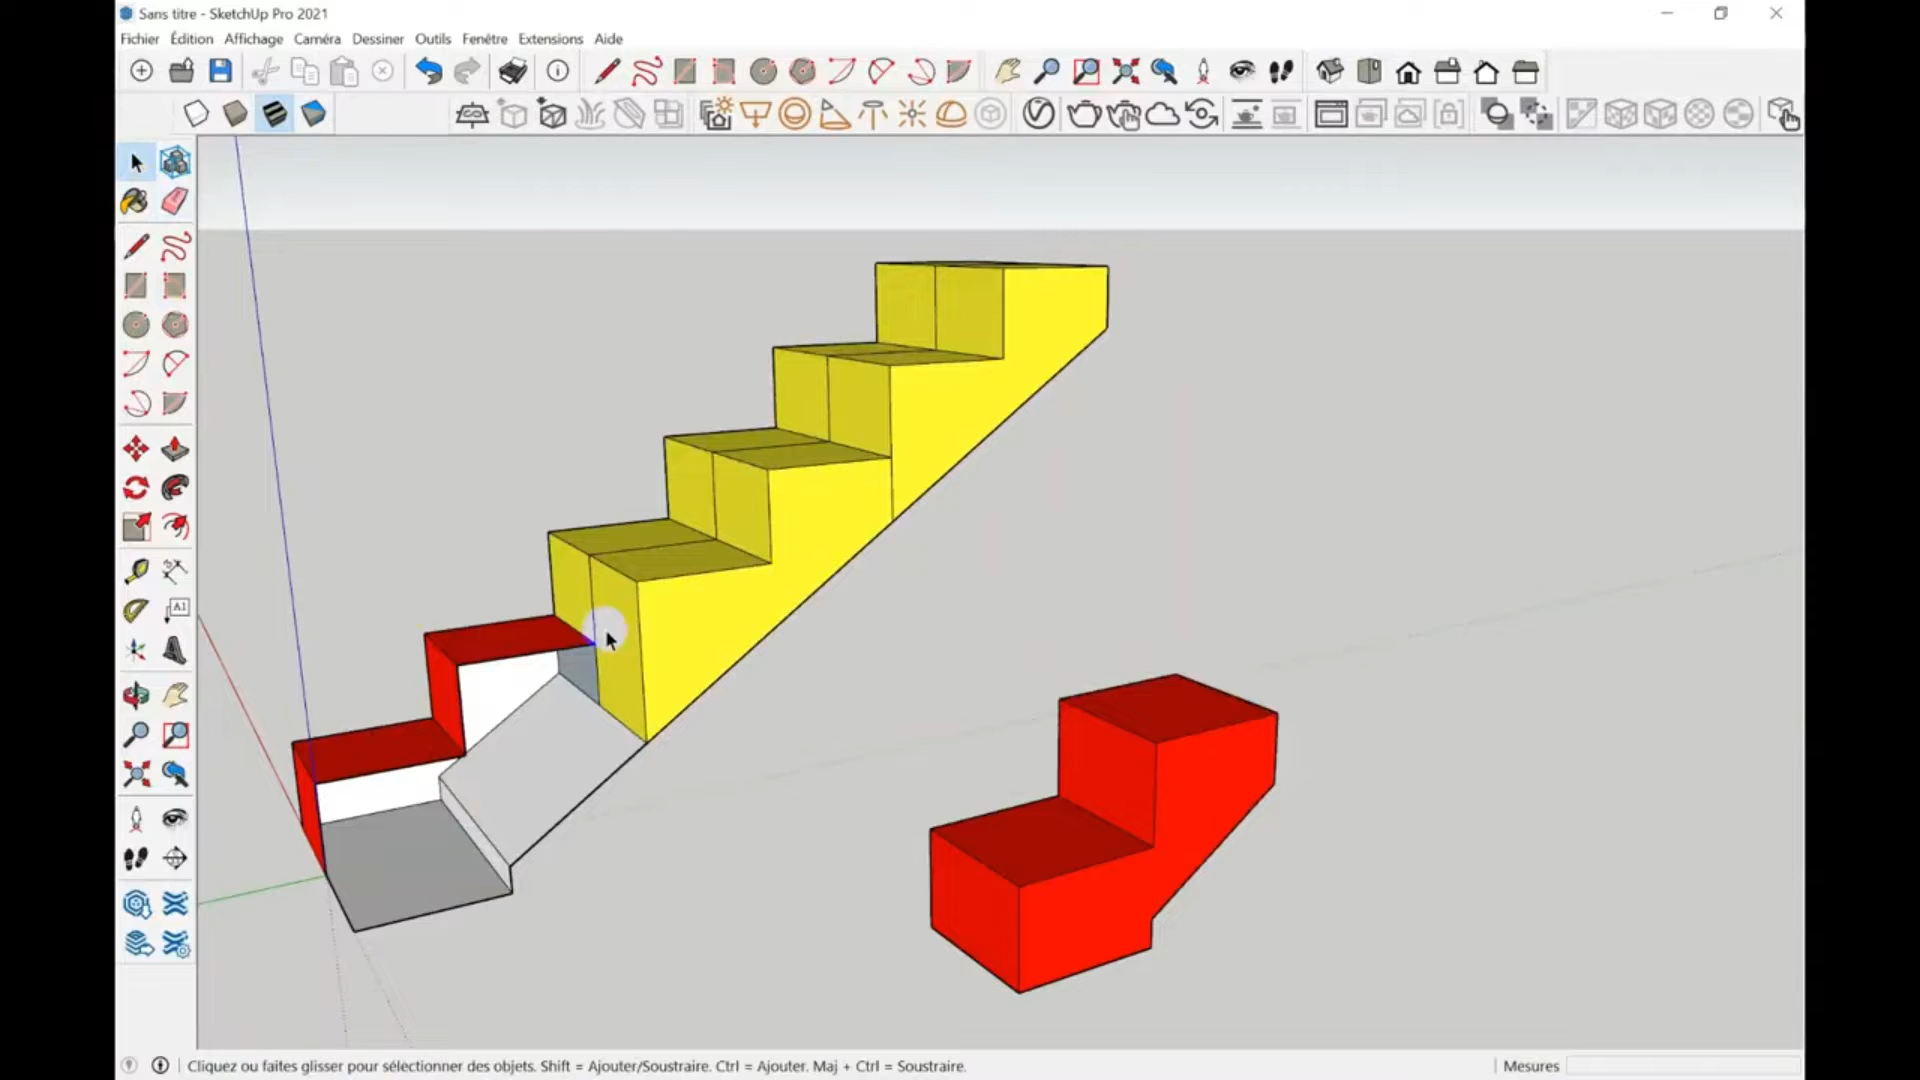 Sans titre - SketchUp Pro 2021
Fichier Édition Affichage Caméra Dessiner Outils Fenêtre Extensions Aide
A1
Cliquez ou faites glisser pour sélectionner des objets. Shift = Ajouter/Soustraire. Ctrl = Ajouter. Maj + Ctrl = Soustraire.
Mesures